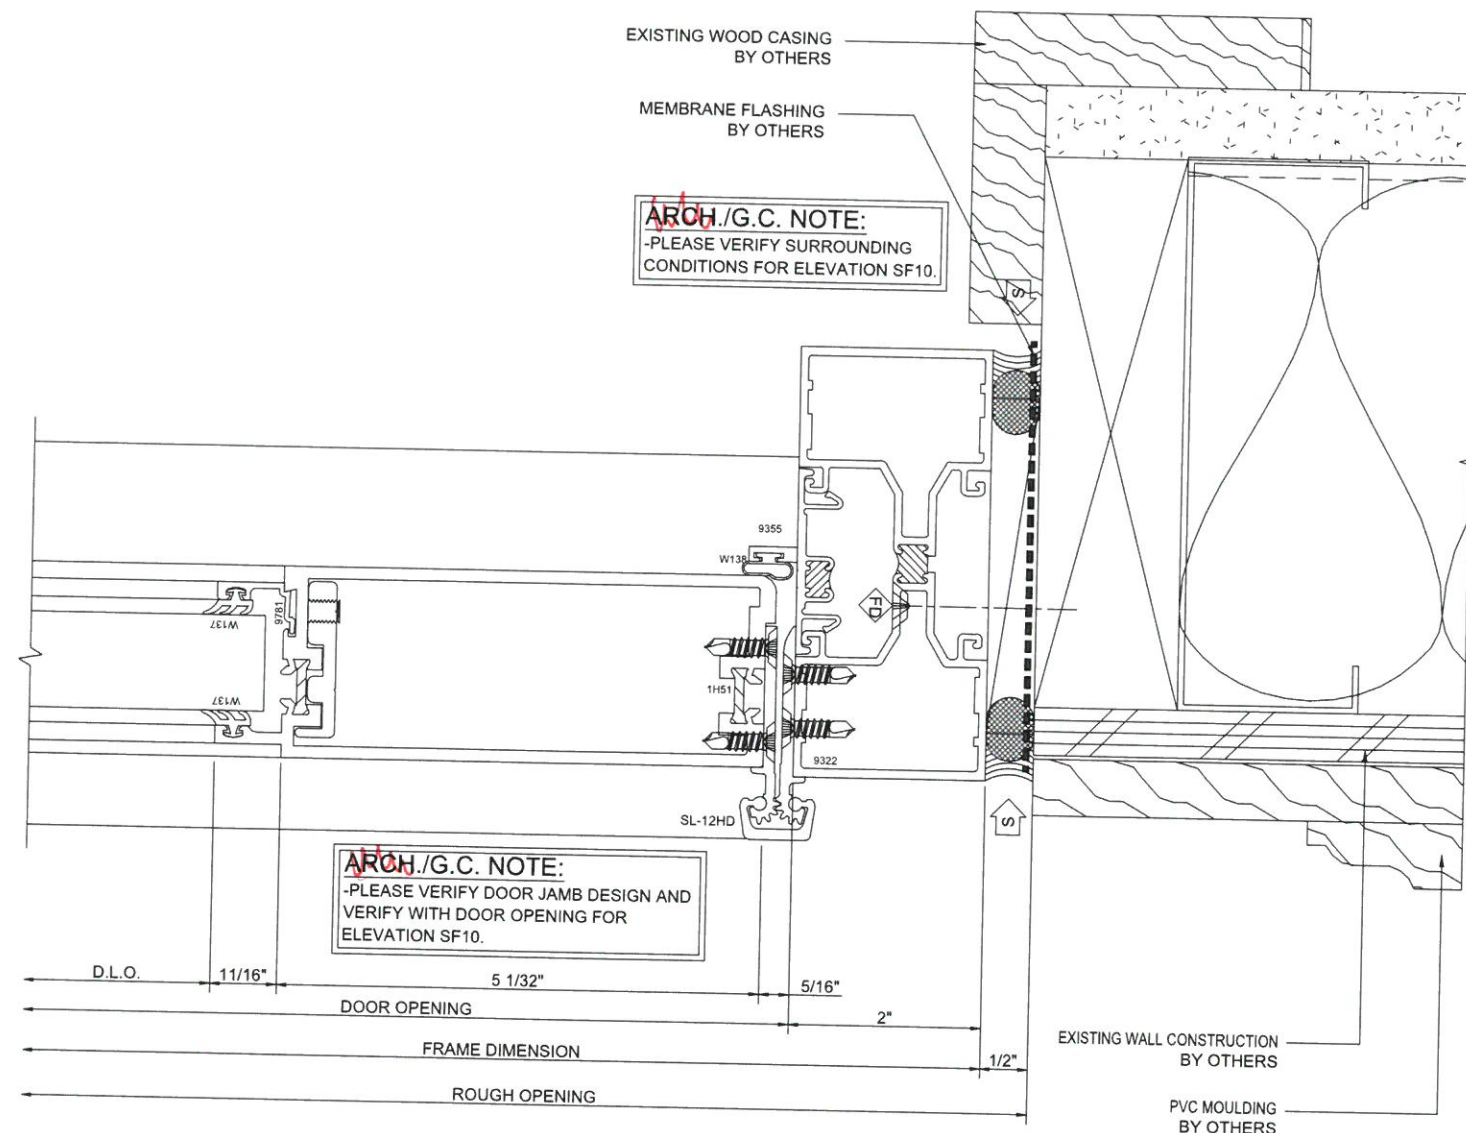 EXISTING WOOD CASING
BY OTHERS
MEMBRANE FLASHING
BY OTHERS
ARCH./G.C. NOTE:
-PLEASE VERIFY SURROUNDING
CONDITIONS FOR ELEVATION SF10.
S
9355
W138
9781
W137
FD
W137
1H51
9322
SL-12HD
S
ARCH./G.C. NOTE:
-PLEASE VERIFY DOOR JAMB DESIGN AND
VERIFY WITH DOOR OPENING FOR
ELEVATION SF10.
D.L.O.
11/16"
5 1/32"
5/16"
DOOR OPENING
2"
FRAME DIMENSION
1/2"
ROUGH OPENING
EXISTING WALL CONSTRUCTION
BY OTHERS
PVC MOULDING
BY OTHERS